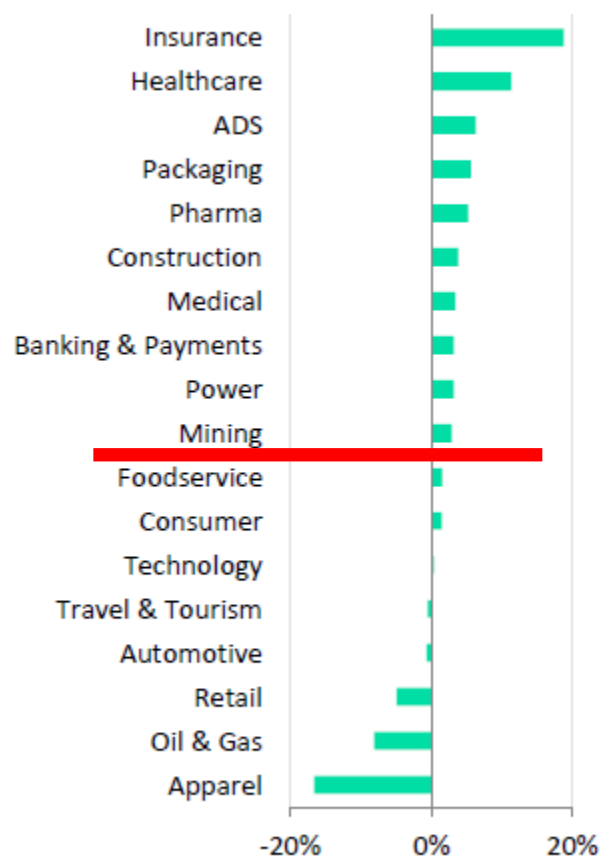 Insurance
Healthcare
ADS
Packaging
Pharma
Construction
Medical
Banking & Payments
Power
Mining
Foodservice
Consumer
Technology
Travel & Tourism
Automotive
Retail
Oil & Gas
Apparel
-20% 0% 20%